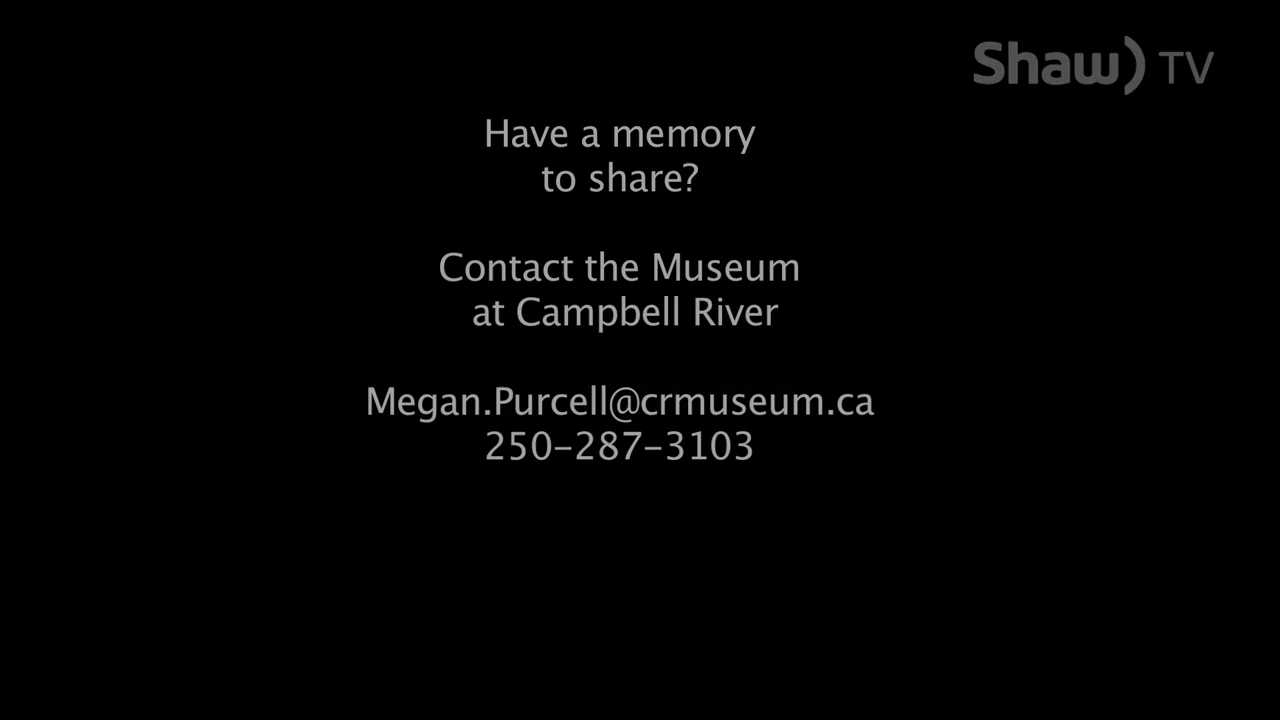 Shaw) TV
Have a memory
to share?
Contact the Museum
at Campbell River
Megan.Purcell@crmuseum.ca
250-287-3103